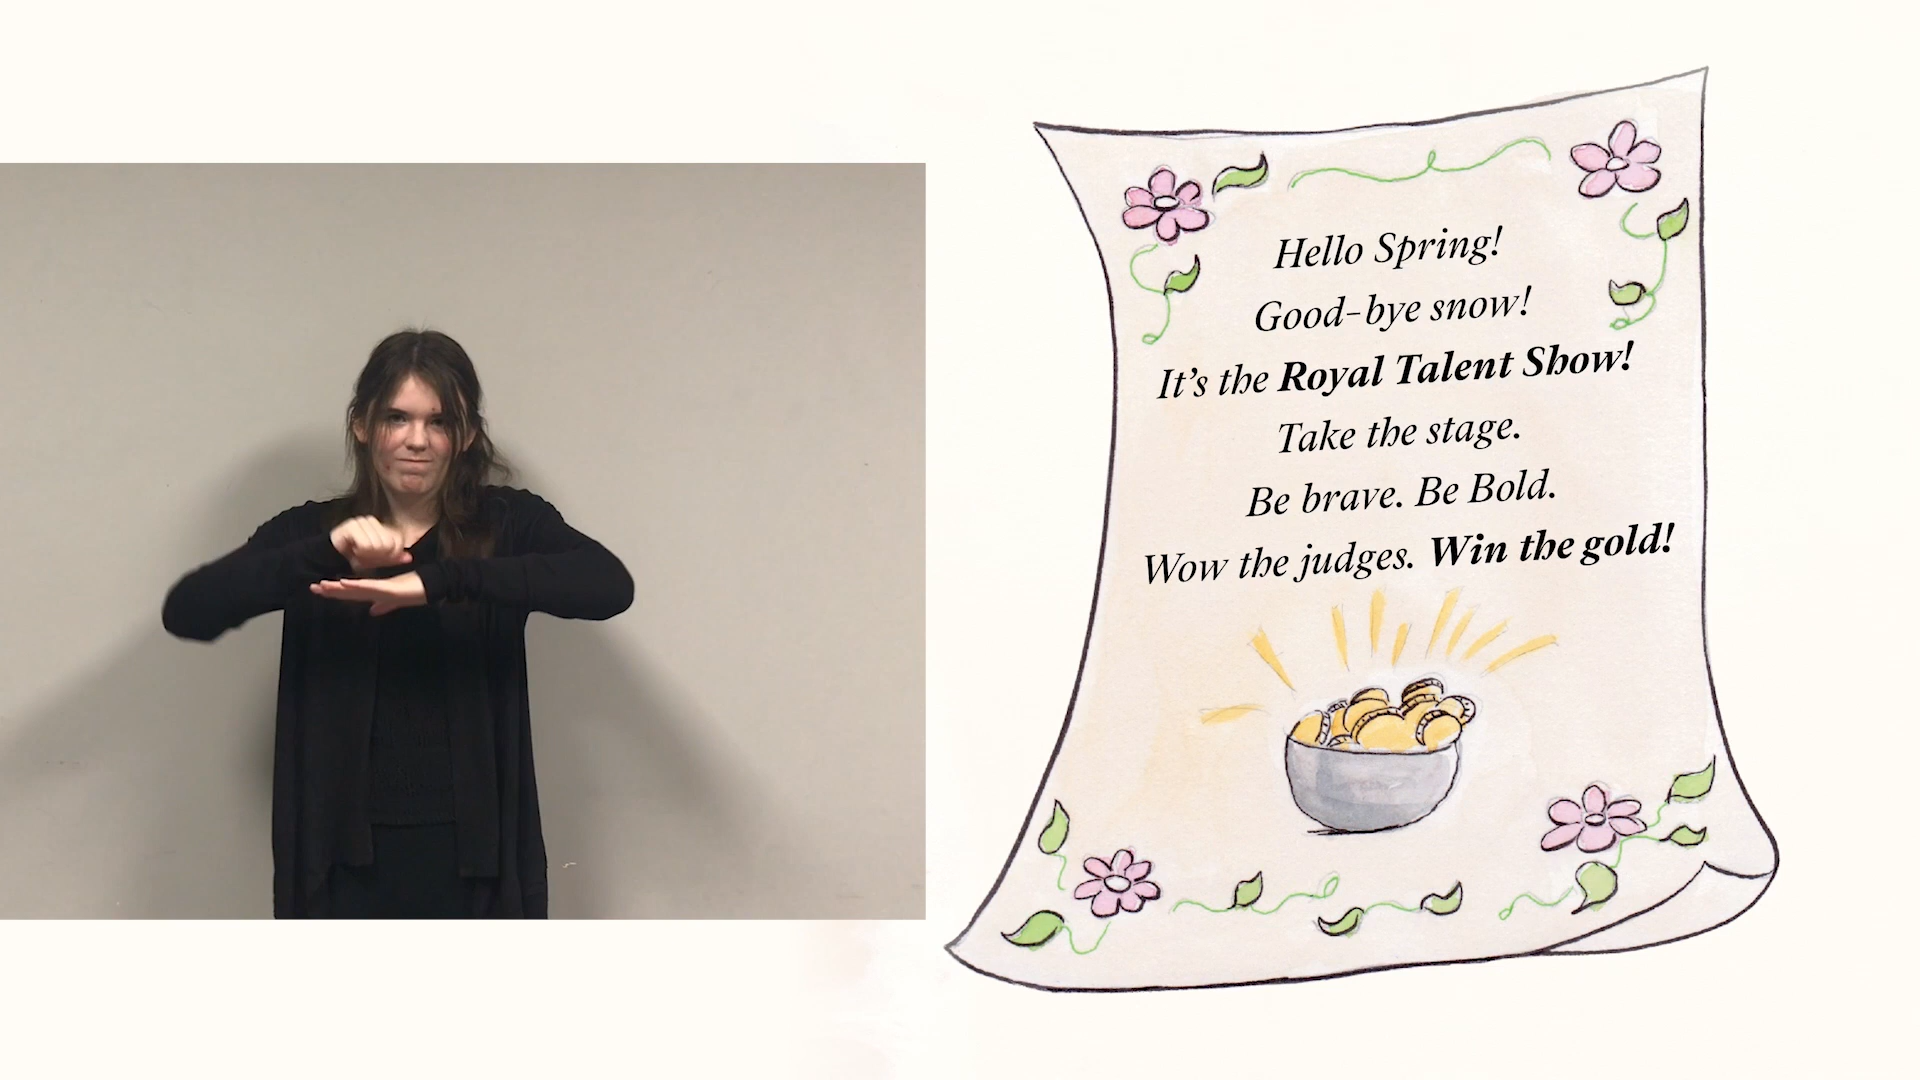 Hello Spring!
Good-bye snow!
It's the Royal Talent Show!
Take the stage.
Be brave. Be Bold.
Wow the judges. Win the gold!